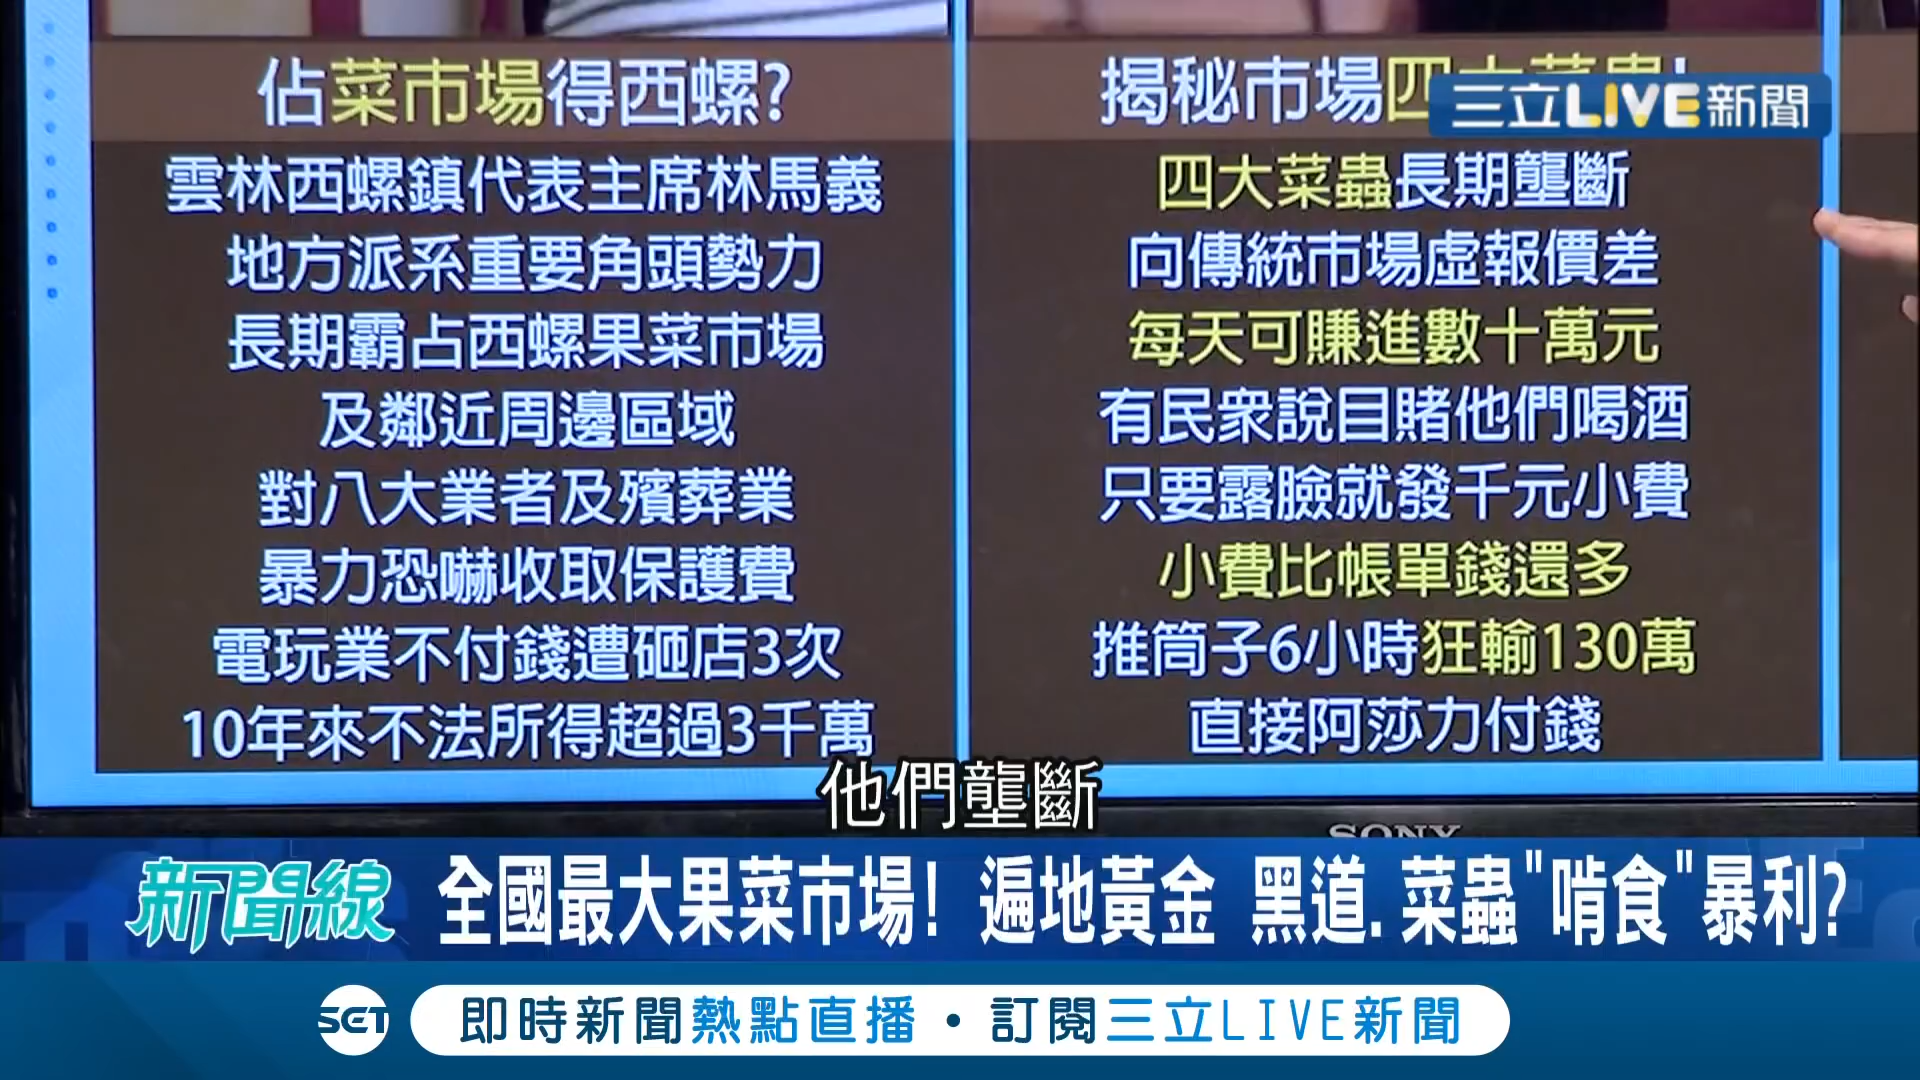 佔菜市場得西螺?
雲林西螺鎮代表主席林馬義
地方派系重要角頭勢力
長期霸占西螺果菜市場
及鄰近周邊區域
對八大業者及殯葬業
暴力恐嚇收取保護費
電玩業不付錢遭砸店3次
10年來不法所得超過3千萬
揭秘市場四大菜蟲!
三立LIVE新聞
四大菜蟲長期壟斷
向傳統市場虛報價差
每天可賺進數十萬元
有民眾說目賭他們喝酒
只要露臉就發千元小費
小費比帳單錢還多
推筒子6小時狂輸130萬
直接阿莎力付錢
他們壟斷
SONY
新聞線
全國最大果菜市場! 遍地黃金 黑道.菜蟲"啃食"暴利?
SET
即時新聞熱點直播·訂閱三立LIVE新聞